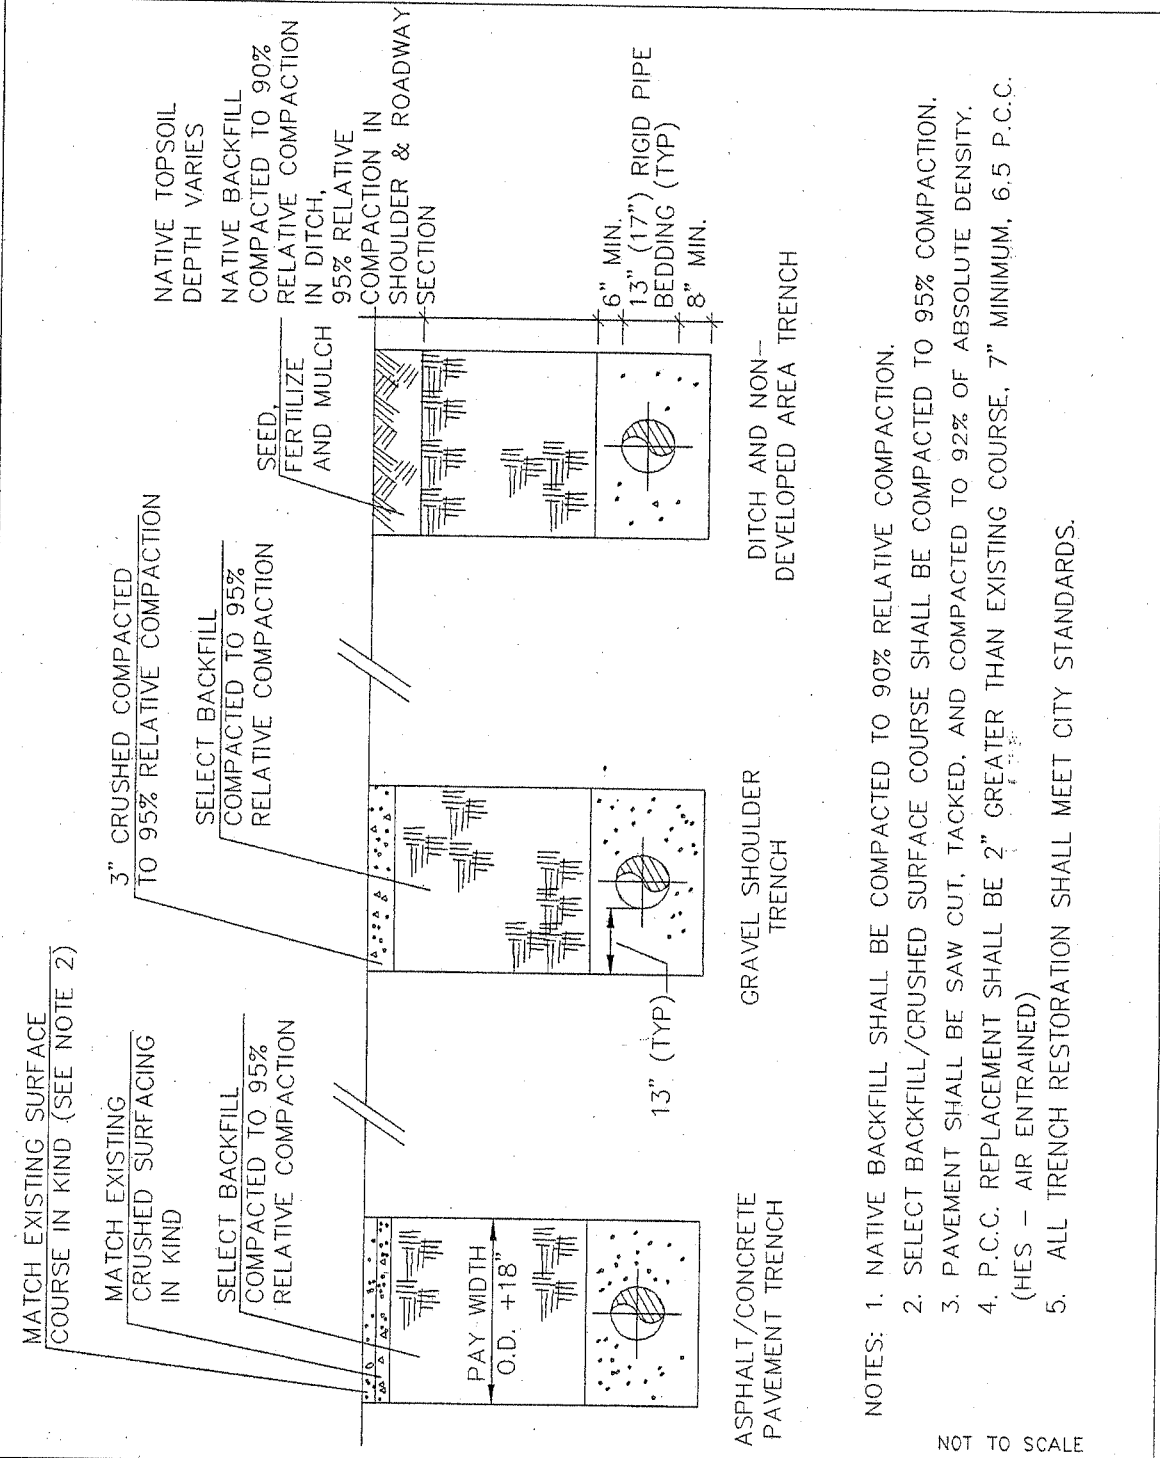 MATCH EXISTING SURFACE
COURSE IN KIND (SEE NOTE 2)
MATCH EXISTING
CRUSHED SURFACING
IN KIND
SELECT BACKFILL
COMPACTED TO 95%
RELATIVE COMPACTION
3" CRUSHED COMPACTED
TO 95% RELATIVE COMPACTION
SELECT BACKFILL
COMPACTED TO 95%
RELATIVE COMPACTION
SEED,
FERTILIZE
AND MULCH
NATIVE TOPSOIL
DEPTH VARIES
NATIVE BACKFILL
COMPACTED TO 90%
RELATIVE COMPACTION
IN DITCH,
95% RELATIVE
COMPACTION IN
SHOULDER & ROADWAY
SECTION
PAY WIDTH
O.D. +18"
13" (TYP)
6" MIN.
13" (17") RIGID PIPE
BEDDING (TYP)
8" MIN.
ASPHALT/CONCRETE
PAVEMENT TRENCH
GRAVEL SHOULDER
TRENCH
DITCH AND NON-
DEVELOPED AREA TRENCH
NOTES: 1. NATIVE BACKFILL SHALL BE COMPACTED TO 90% RELATIVE COMPACTION.
2. SELECT BACKFILL/CRUSHED SURFACE COURSE SHALL BE COMPACTED TO 95% COMPACTION.
3. PAVEMENT SHALL BE SAW CUT, TACKED, AND COMPACTED TO 92% OF ABSOLUTE DENSITY.
4. P.C.C. REPLACEMENT SHALL BE 2" GREATER THAN EXISTING COURSE, 7" MINIMUM, 6.5 P.C.C.
(HES - AIR ENTRAINED)
5. ALL TRENCH RESTORATION SHALL MEET CITY STANDARDS.
NOT TO SCALE